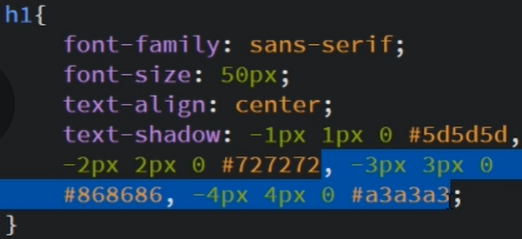 h1{
font-family: sans-serif;
font-size: 50px;
text-align: center;
text-shadow: -1px 1px 0 #5d5d5d,
-2px 2px 0 #727272, -3px 3px 0
#868686, -4px 4px 0 #a3a3a3;
}